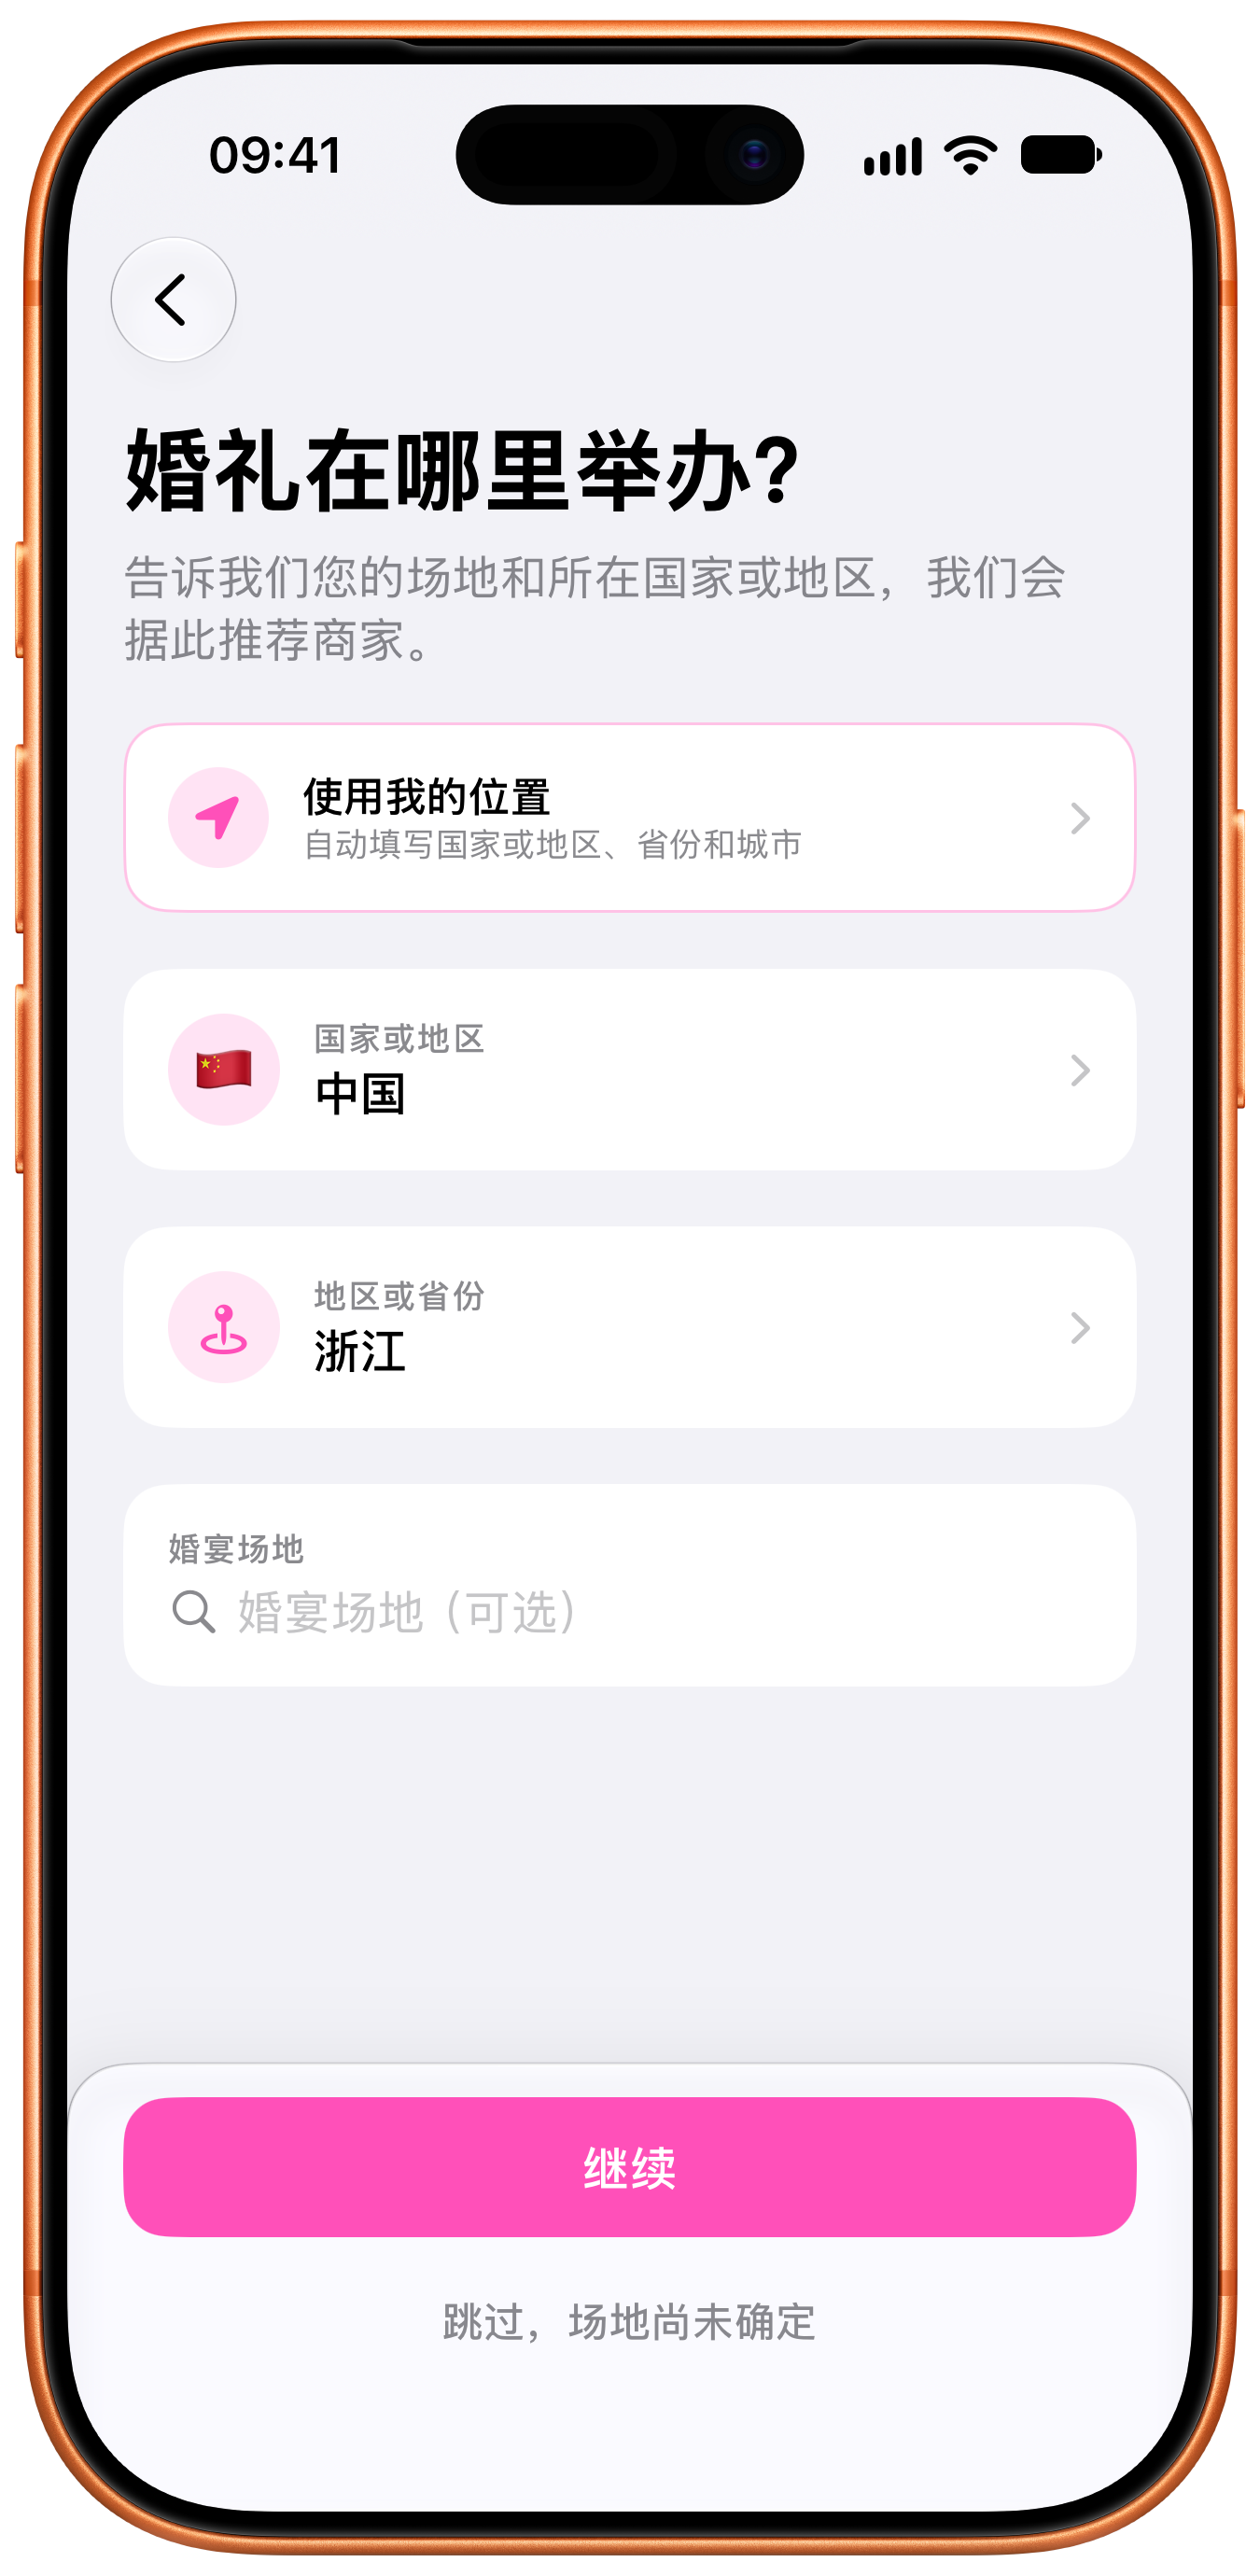 09:41
婚礼在哪里举办？
告诉我们您的场地和所在国家或地区，我们会
据此推荐商家。
使用我的位置
自动填写国家或地区、省份和城市
国家或地区
中国
地区或省份
浙江
婚宴场地
婚宴场地（可选）
继续
跳过，场地尚未确定